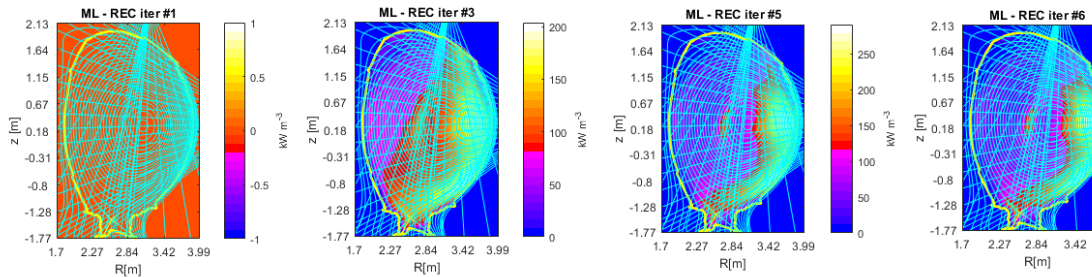 ML - REC iter #1
2.13
1.64
1.15
0.67
0.18
-0.31
-0.8
-1.28
-1.77
z [m]
1.7 2.27 2.84 3.42 3.99
R[m]
1
0.5
0
-0.5
-1
kW m-3
ML - REC iter #3
2.13
1.64
1.15
0.67
0.18
-0.31
-0.8
-1.28
-1.77
z [m]
1.7 2.27 2.84 3.42 3.99
R[m]
200
150
100
50
0
kW m-3
ML - REC iter #5
2.13
1.64
1.15
0.67
0.18
-0.31
-0.8
-1.28
-1.77
z [m]
1.7 2.27 2.84 3.42 3.99
R[m]
250
200
150
100
50
0
kW m-3
ML - REC iter #6
2.13
1.64
1.15
0.67
0.18
-0.31
-0.8
-1.28
-1.77
z [m]
1.7 2.27 2.84 3.42
R[m]